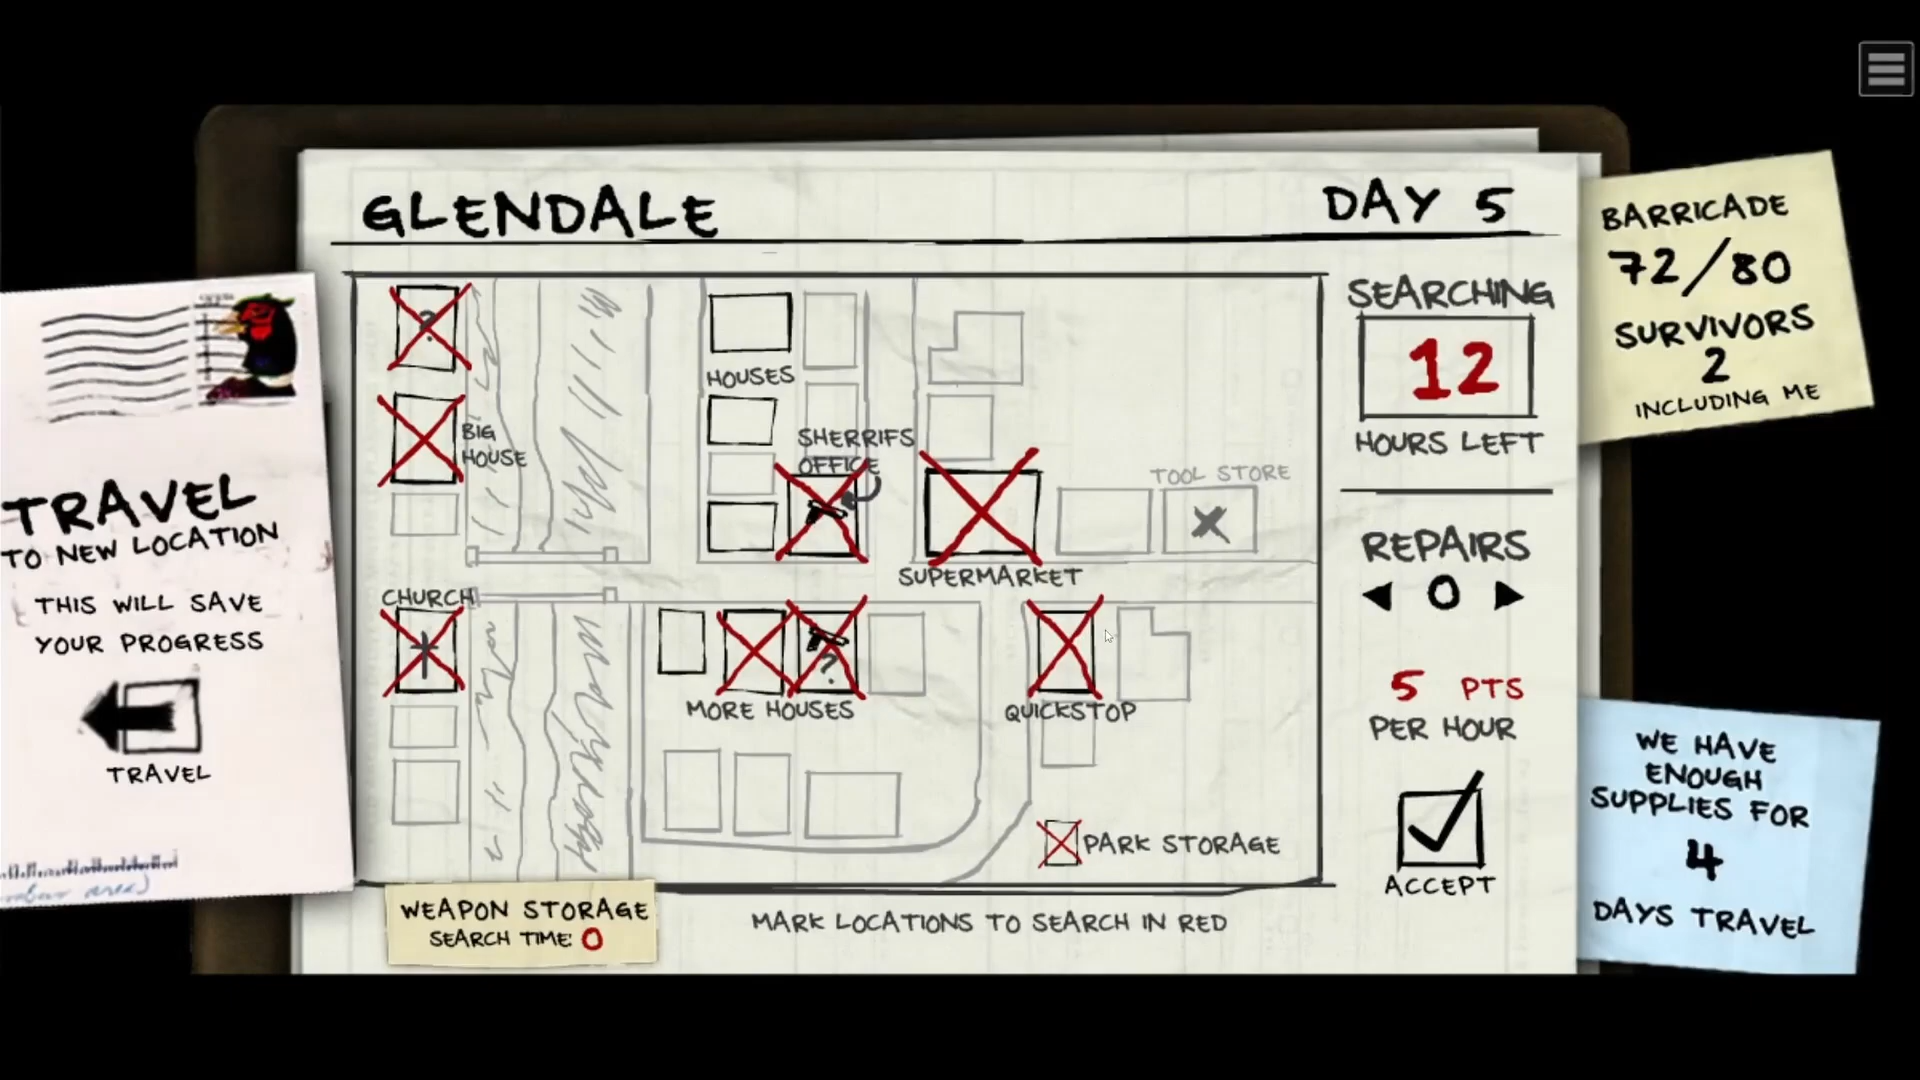 GLENDALE
DAY 5
TRAVEL
TO NEW LOCATION
THIS WILL SAVE
YOUR PROGRESS
TRAVEL
HOUSES
BIG
HOUSE
SHERRIFS
OFFICE
TOOL STORE
SUPERMARKET
CHURCH
MORE HOUSES
QUICKSTOP
PARK STORAGE
WEAPON STORAGE
SEARCH TIME: 0
MARK LOCATIONS TO SEARCH IN RED
SEARCHING
12
HOURS LEFT
REPAIRS
0
5 PTS
PER HOUR
ACCEPT
BARRICADE
72/80
SURVIVORS
2
INCLUDING ME
WE HAVE
ENOUGH
SUPPLIES FOR
4
DAYS TRAVEL